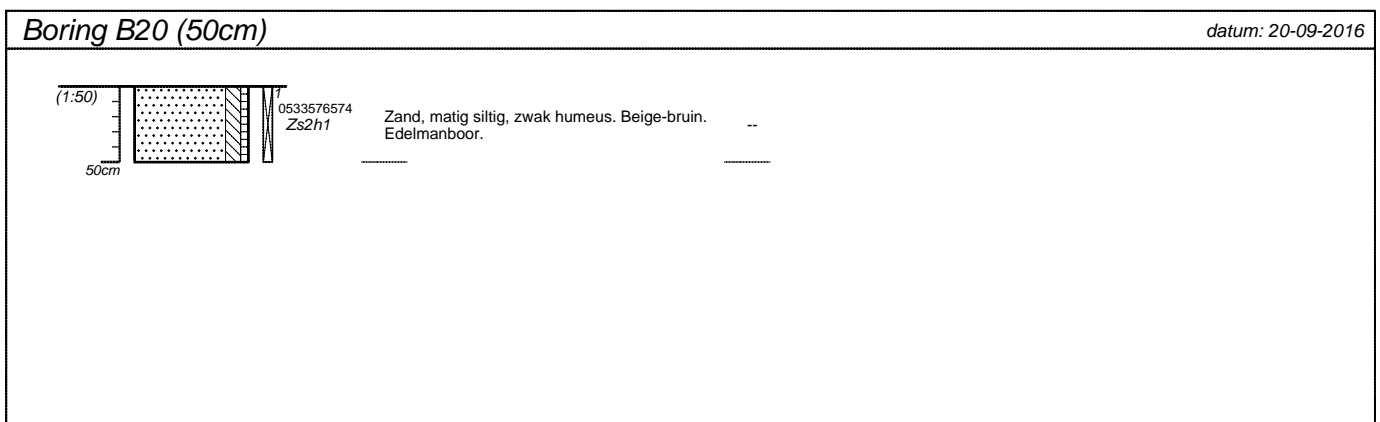 Boring B20 (50cm)
datum: 20-09-2016
(1:50)
1
0533576574
Zs2h1
Zand, matig siltig, zwak humeus. Beige-bruin.
Edelmanboor.
--
50cm